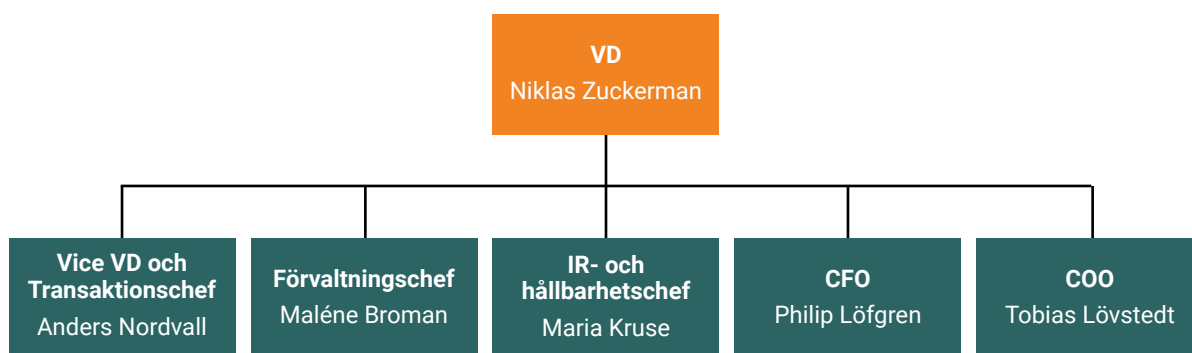 VD
Niklas Zuckerman
Vice VD och
Transaktionschef
Anders Nordvall
Förvaltningschef
Maléne Broman
IR- och
hållbarhetschef
Maria Kruse
CFO
Philip Löfgren
COO
Tobias Lövstedt